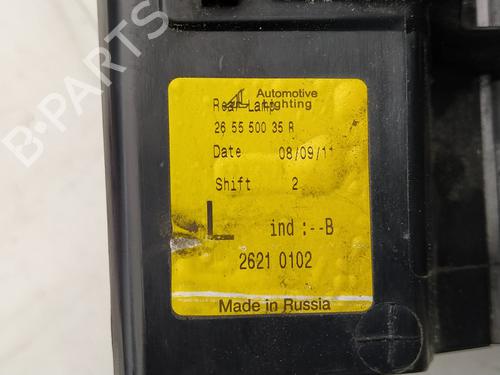 Automotive
Lighting
Rear Lamp
26 55 500 35 R
Date 08/09/11
Shift 2
L ind :--B
2621 0102
Made in Russia
B-PARTS
B-PARTS